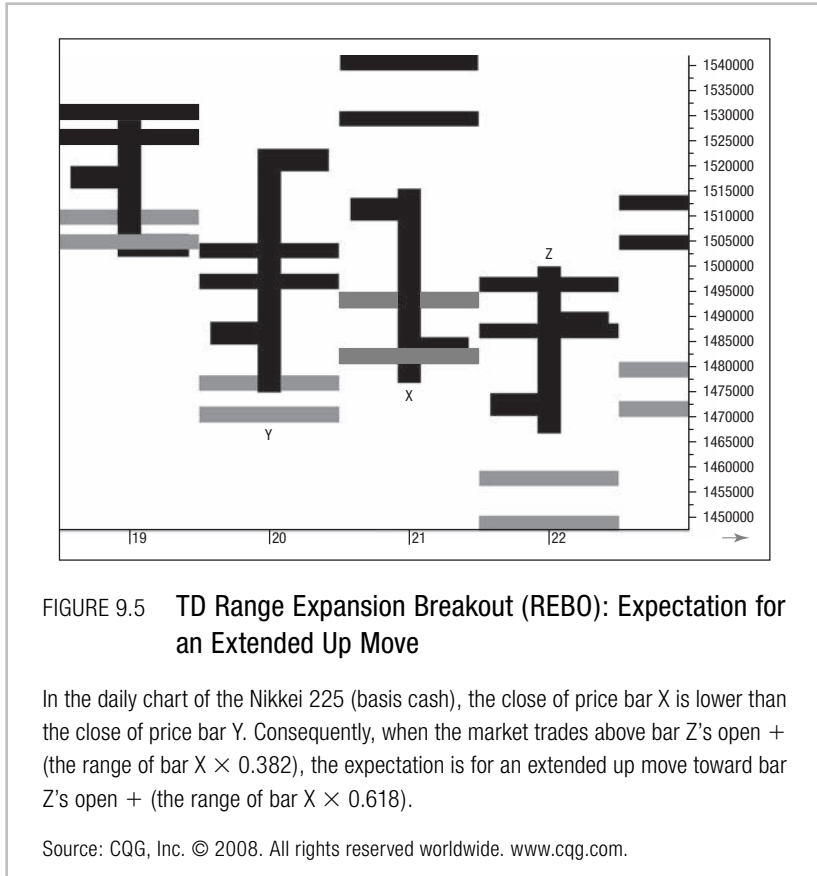 1540000
1535000
1530000
1525000
1520000
1515000
1510000
1505000
1500000
1495000
1490000
1485000
1480000
1475000
1470000
1465000
1460000
1455000
1450000
Z
X
Y
19 20 21 22
FIGURE 9.5 TD Range Expansion Breakout (REBO): Expectation for
an Extended Up Move
In the daily chart of the Nikkei 225 (basis cash), the close of price bar X is lower than
the close of price bar Y. Consequently, when the market trades above bar Z's open +
(the range of bar X × 0.382), the expectation is for an extended up move toward bar
Z's open + (the range of bar X × 0.618).
Source: CQG, Inc. © 2008. All rights reserved worldwide. www.cqg.com.